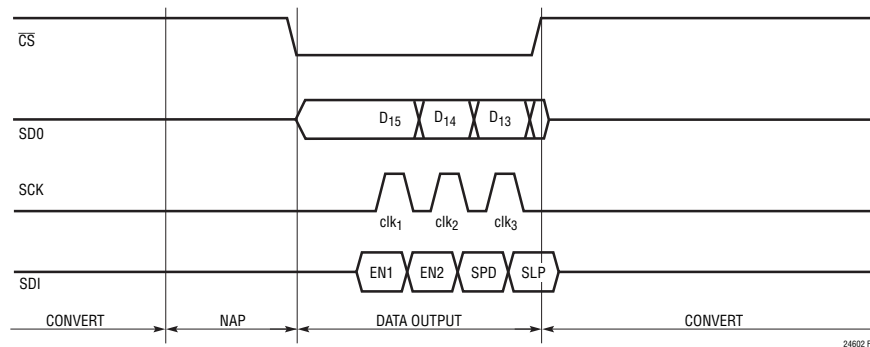 CS
D15 D14 D13
SD0
SCK
clk1 clk2 clk3
EN1 EN2 SPD SLP
SDI
CONVERT NAP DATA OUTPUT CONVERT
24602 F